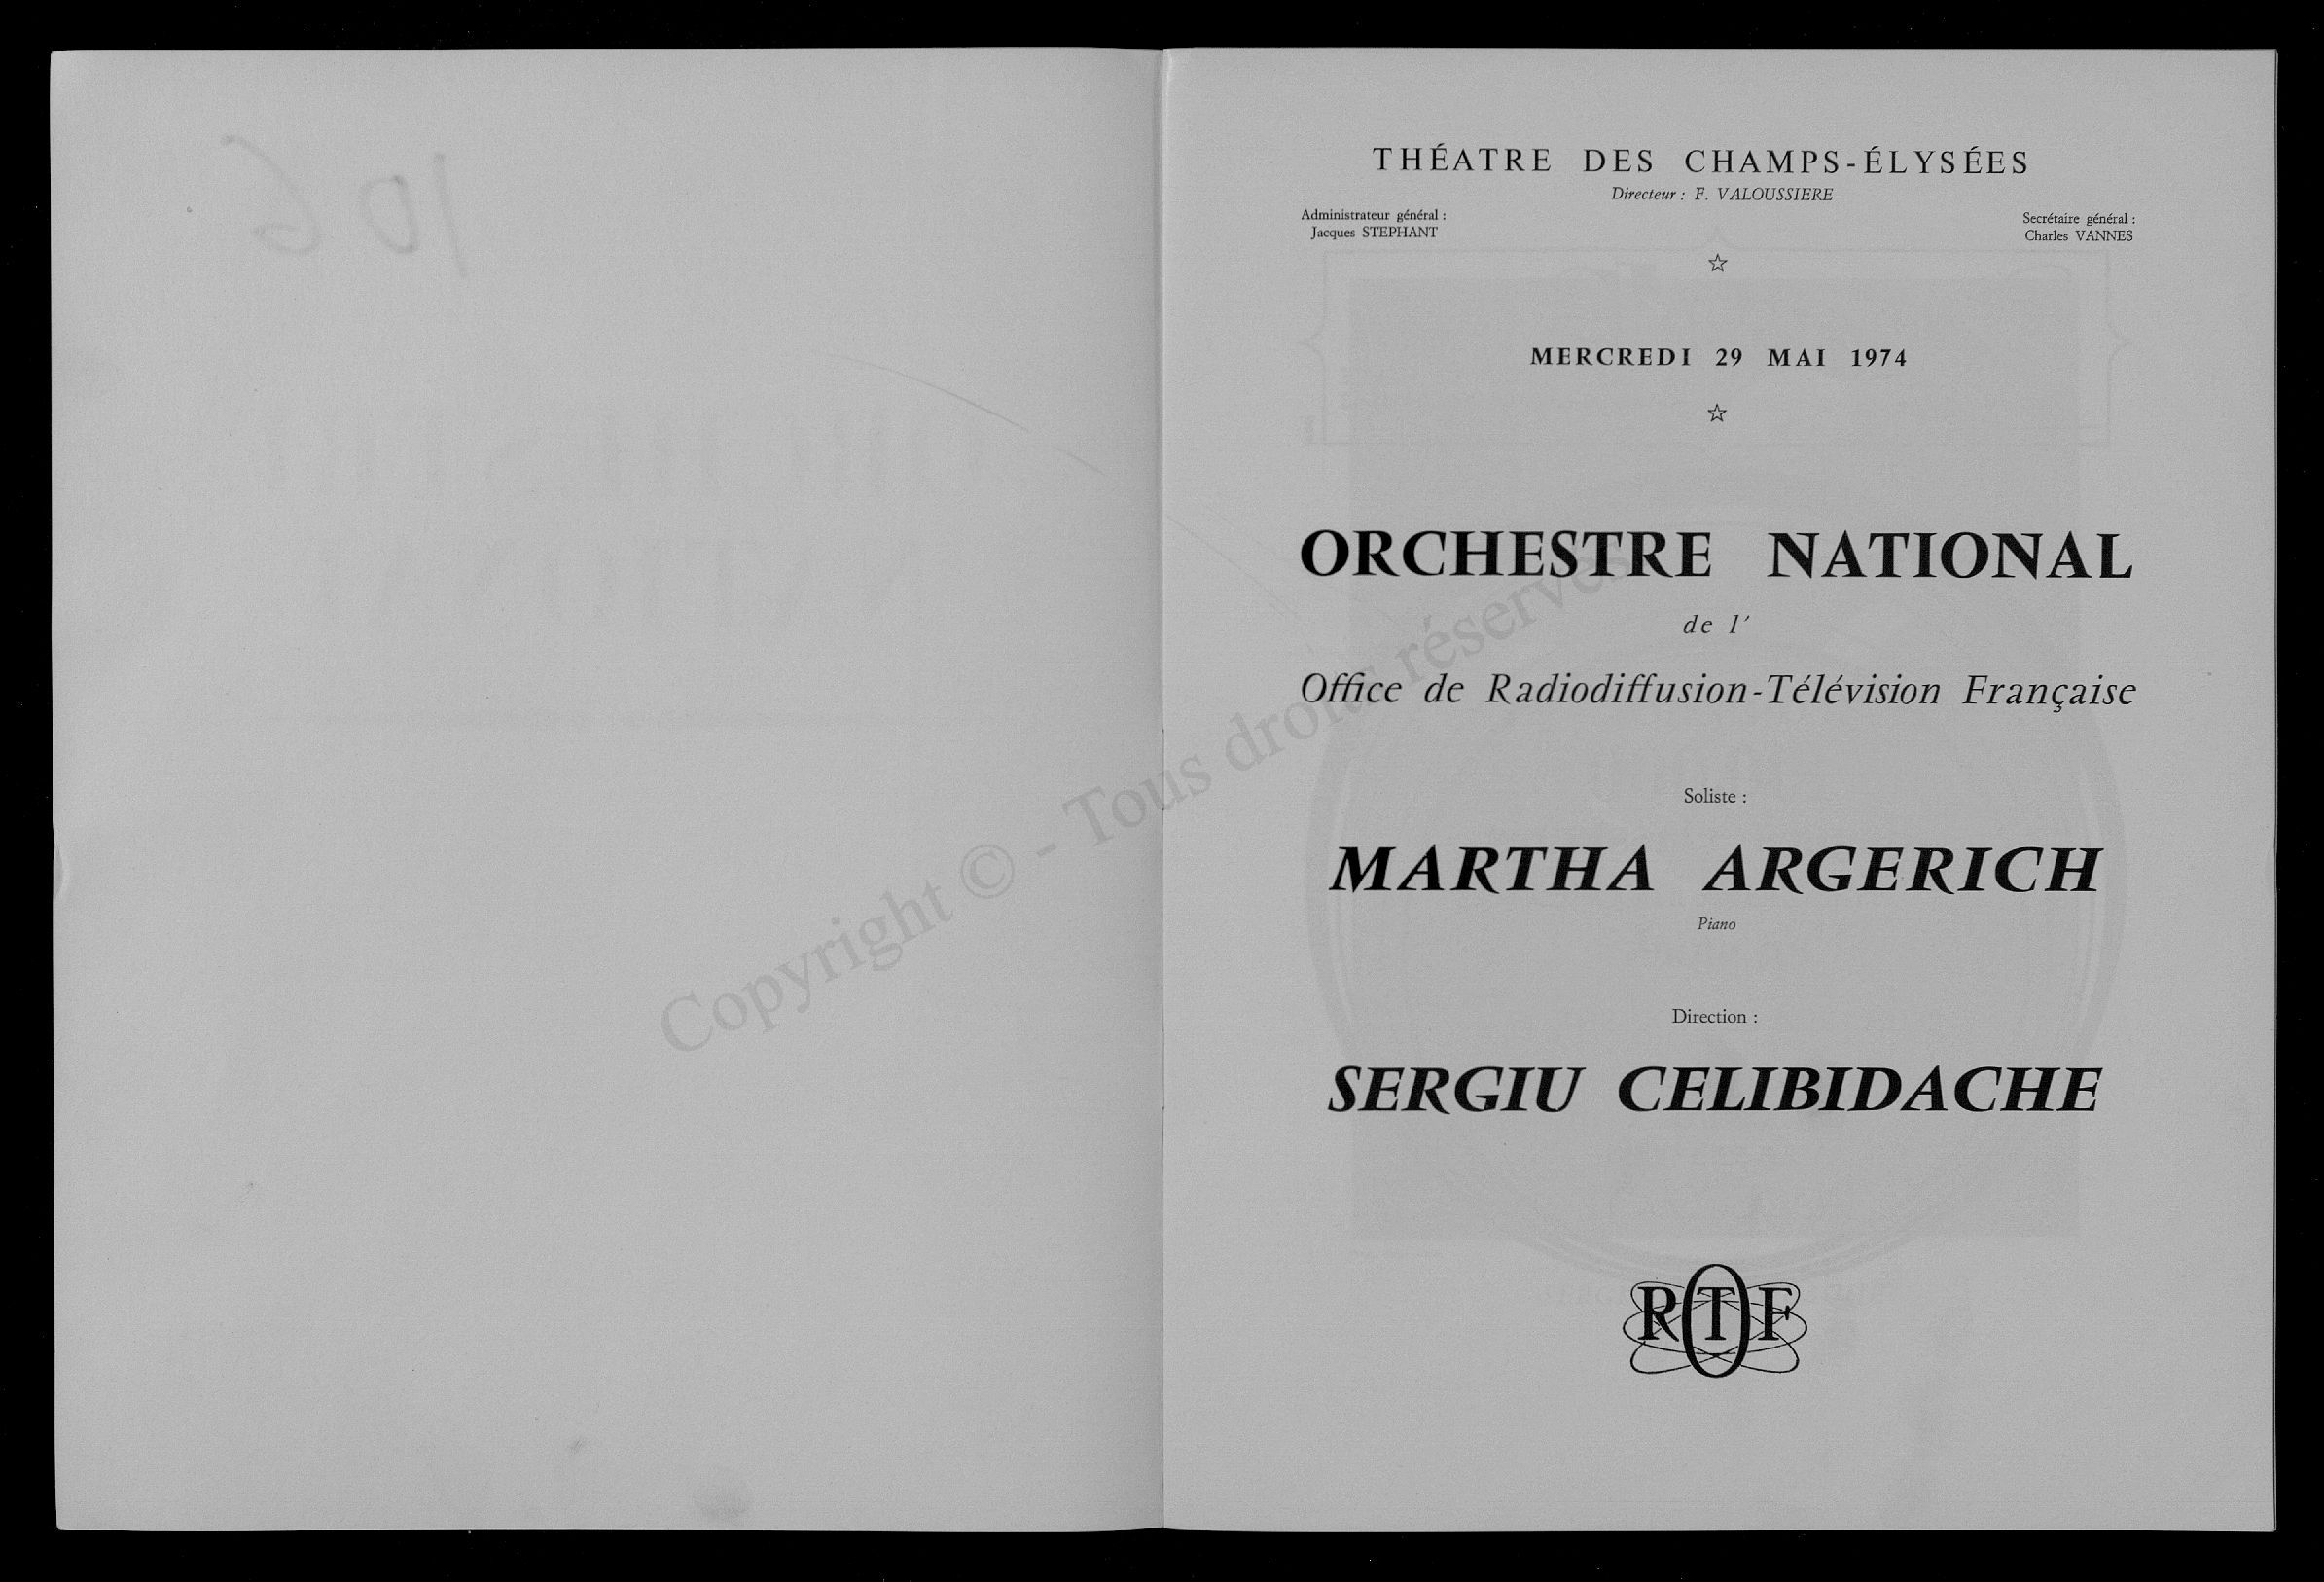 THÉATRE DES CHAMPS-ÉLYSÉES
Directeur : F. VALOUSSIERE
Administrateur général :
Jacques STEPHANT
Secrétaire général :
Charles VANNES
MERCREDI 29 MAI 1974
ORCHESTRE NATIONAL
de l'
Office de Radiodiffusion-Télévision Française
Soliste :
MARTHA ARGERICH
Piano
Direction :
SERGIU CELIBIDACHE
ORTF
106
Copyright © - Tous droits réservés